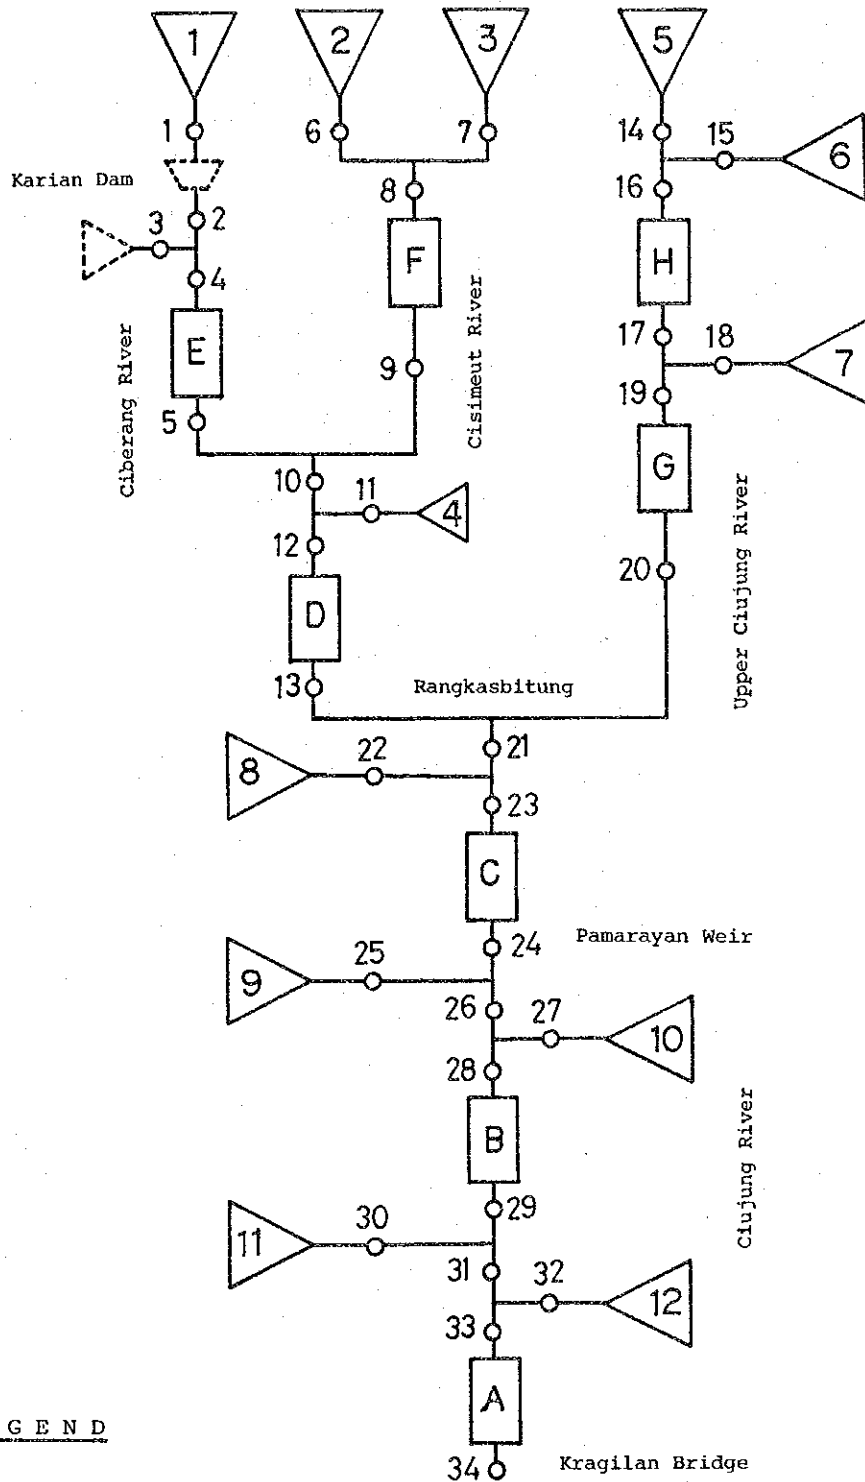 1
2
3
5
1
6
7
14
15
6
Karian Dam
8
16
3
2
F
H
4
E
Ciberang River
Cisimeut River
9
17
18
7
19
5
G
10
11
4
12
20
Upper Ciujung River
D
13
Rangkasbitung
21
8
22
23
C
24
Pamarayan Weir
9
25
26
27
10
28
B
Ciujung River
29
11
30
31
32
12
33
A
G E N D
34
Kragilan Bridge